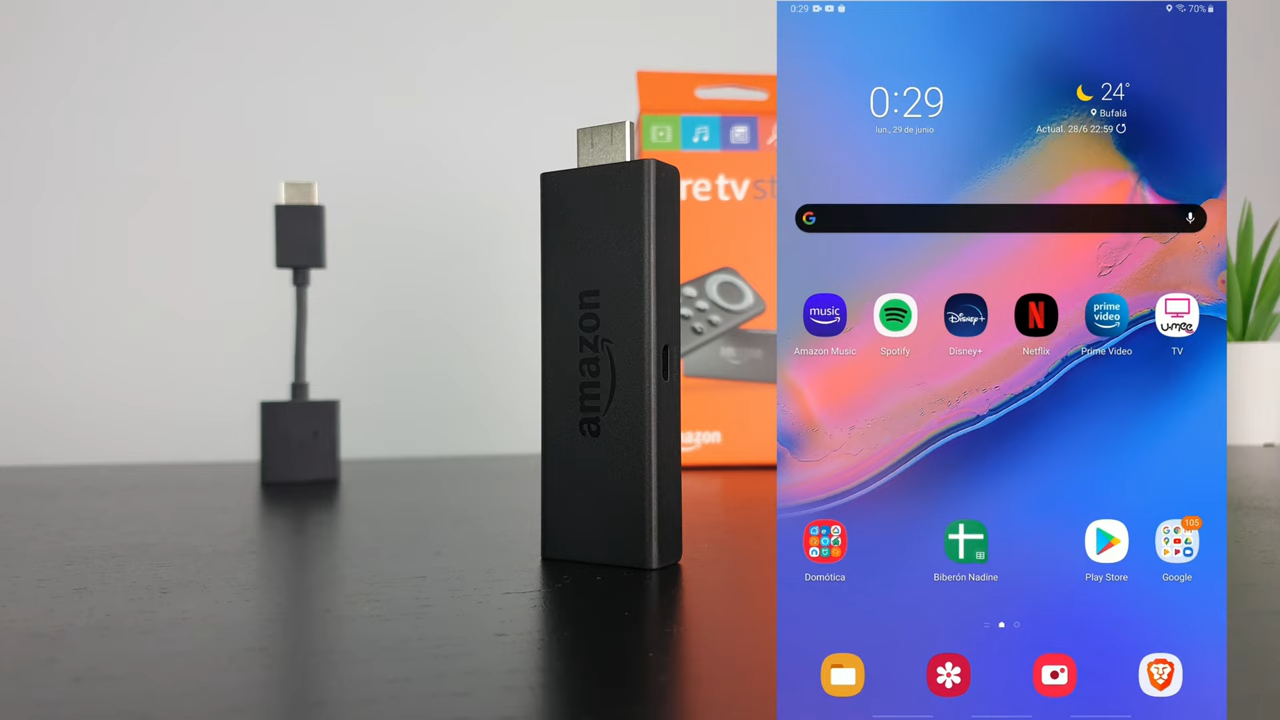 amazon
re tv st
amazon
0:29
70%
0:29
lun., 29 de junio
24°
Bufalá
Actual. 28/6 22:59
music
Disney+
N
prime
video
u-mee
Amazon Music
Spotify
Disney+
Netflix
Prime Video
TV
105
Domótica
Biberón Nadine
Play Store
Google